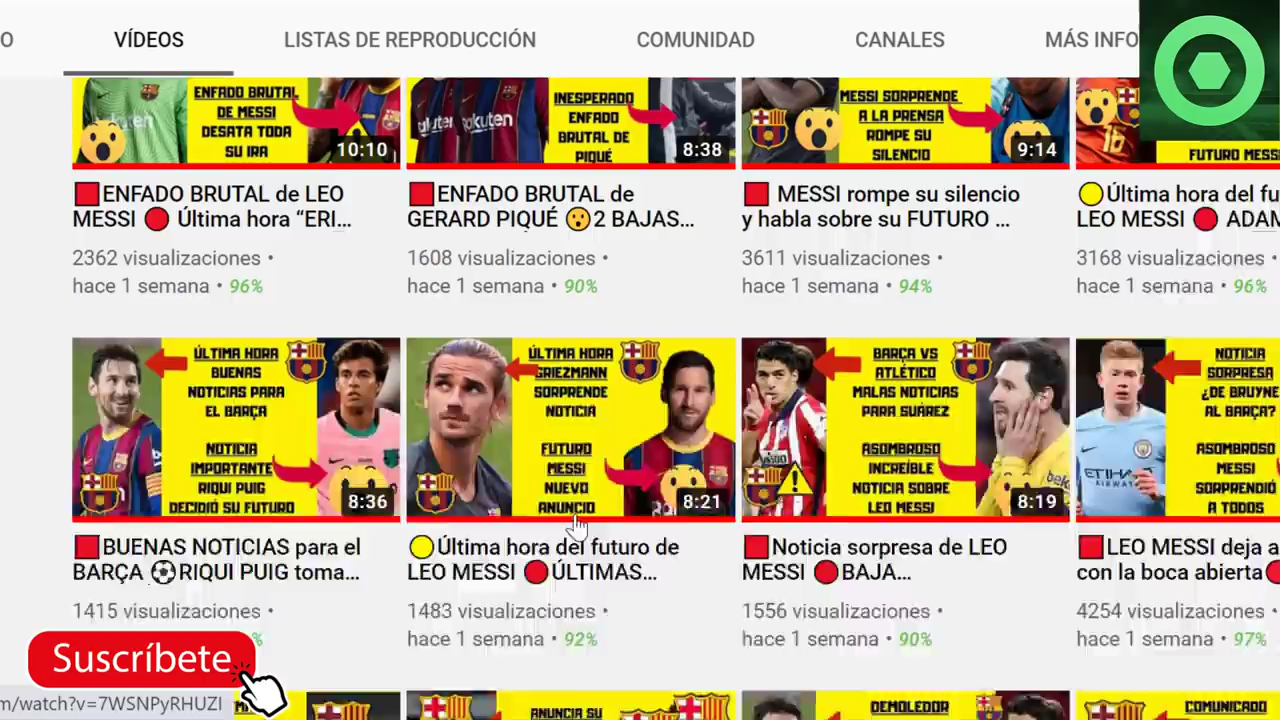 O
VÍDEOS
LISTAS DE REPRODUCCIÓN
COMUNIDAD
CANALES
MÁS INFO
ENFADO BRUTAL
DE MESSI
DESATA TODA
SU IRA
10:10
INESPERADO
ENFADO
BRUTAL DE
PIQUÉ
8:38
MESSI SORPRENDE
A LA PRENSA
ROMPE SU
SILENCIO
9:14
FUTURO MESS
🟥ENFADO BRUTAL de LEO
MESSI 🔴 Última hora “ERI...
2362 visualizaciones •
hace 1 semana • 96%
🟥ENFADO BRUTAL de
GERARD PIQUÉ 😮2 BAJAS...
1608 visualizaciones •
hace 1 semana • 90%
🟥 MESSI rompe su silencio
y habla sobre su FUTURO ...
3611 visualizaciones •
hace 1 semana • 94%
🟡Última hora del fu
LEO MESSI 🔴 ADAM
3168 visualizaciones •
hace 1 semana • 96%
ÚLTIMA HORA
BUENAS
NOTICIAS PARA
EL BARÇA
NOTICIA
IMPORTANTE
RIQUI PUIG
DECIDIÓ SU FUTURO
8:36
ÚLTIMA HORA
GRIEZMANN
SORPRENDE
NOTICIA
FUTURO
MESSI
NUEVO
ANUNCIO
8:21
BARÇA VS
ATLÉTICO
MALAS NOTICIAS
PARA SUÁREZ
ASOMBROSO
INCREÍBLE
NOTICIA SOBRE
LEO MESSI
8:19
NOTICIA
SORPRESA
¿DE BRUYNE
AL BARÇA?
ASOMBROSO
MESSI
SORPRENDIÓ
A TODOS
🟥BUENAS NOTICIAS para el
BARÇA ⚽RIQUI PUIG toma...
1415 visualizaciones •
%
🟡Última hora del futuro de
LEO MESSI 🔴ÚLTIMAS...
1483 visualizaciones •
hace 1 semana • 92%
🟥Noticia sorpresa de LEO
MESSI 🔴BAJA...
1556 visualizaciones •
hace 1 semana • 90%
🟥LEO MESSI deja a
con la boca abierta🔴
4254 visualizaciones •
hace 1 semana • 97%
Suscríbete
m/watch?v=7WSNPyRHUZI
ANUNCIA SU
DEMOLEDOR
COMUNICADO